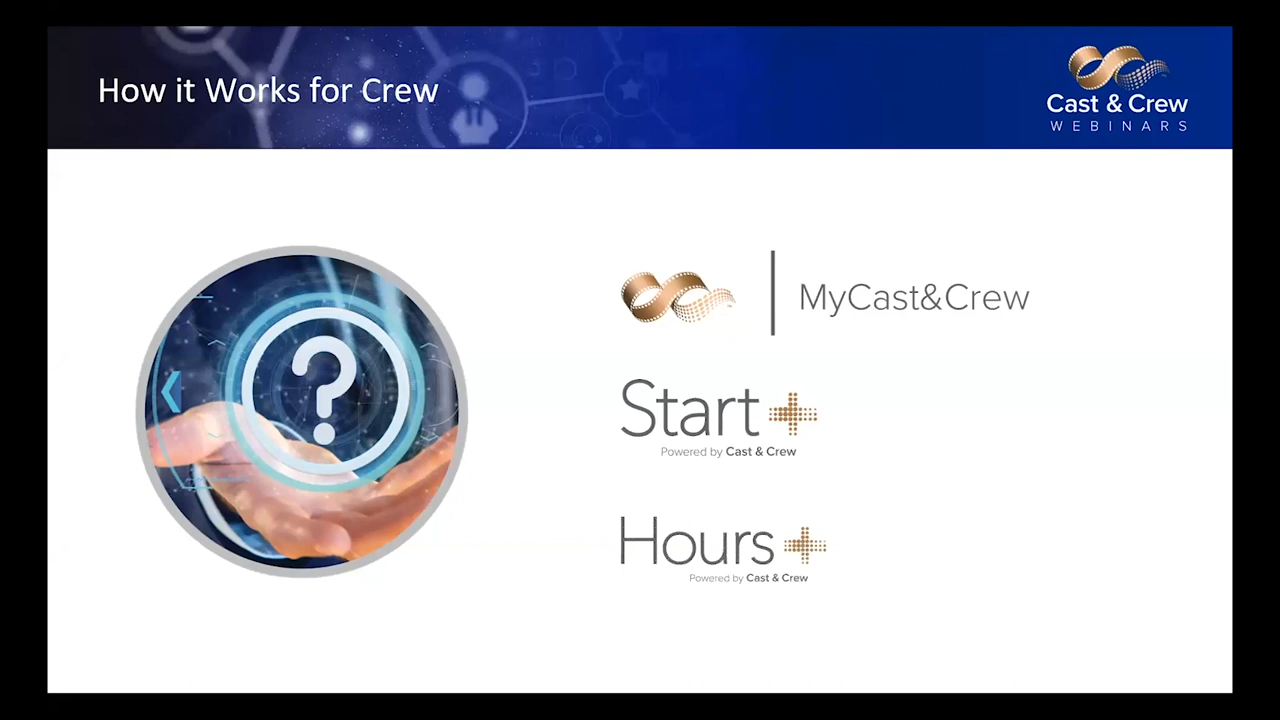 How it Works for Crew
Cast & Crew
WEBINARS
?
MyCast&Crew
Start+
Powered by Cast & Crew
Hours+
Powered by Cast & Crew